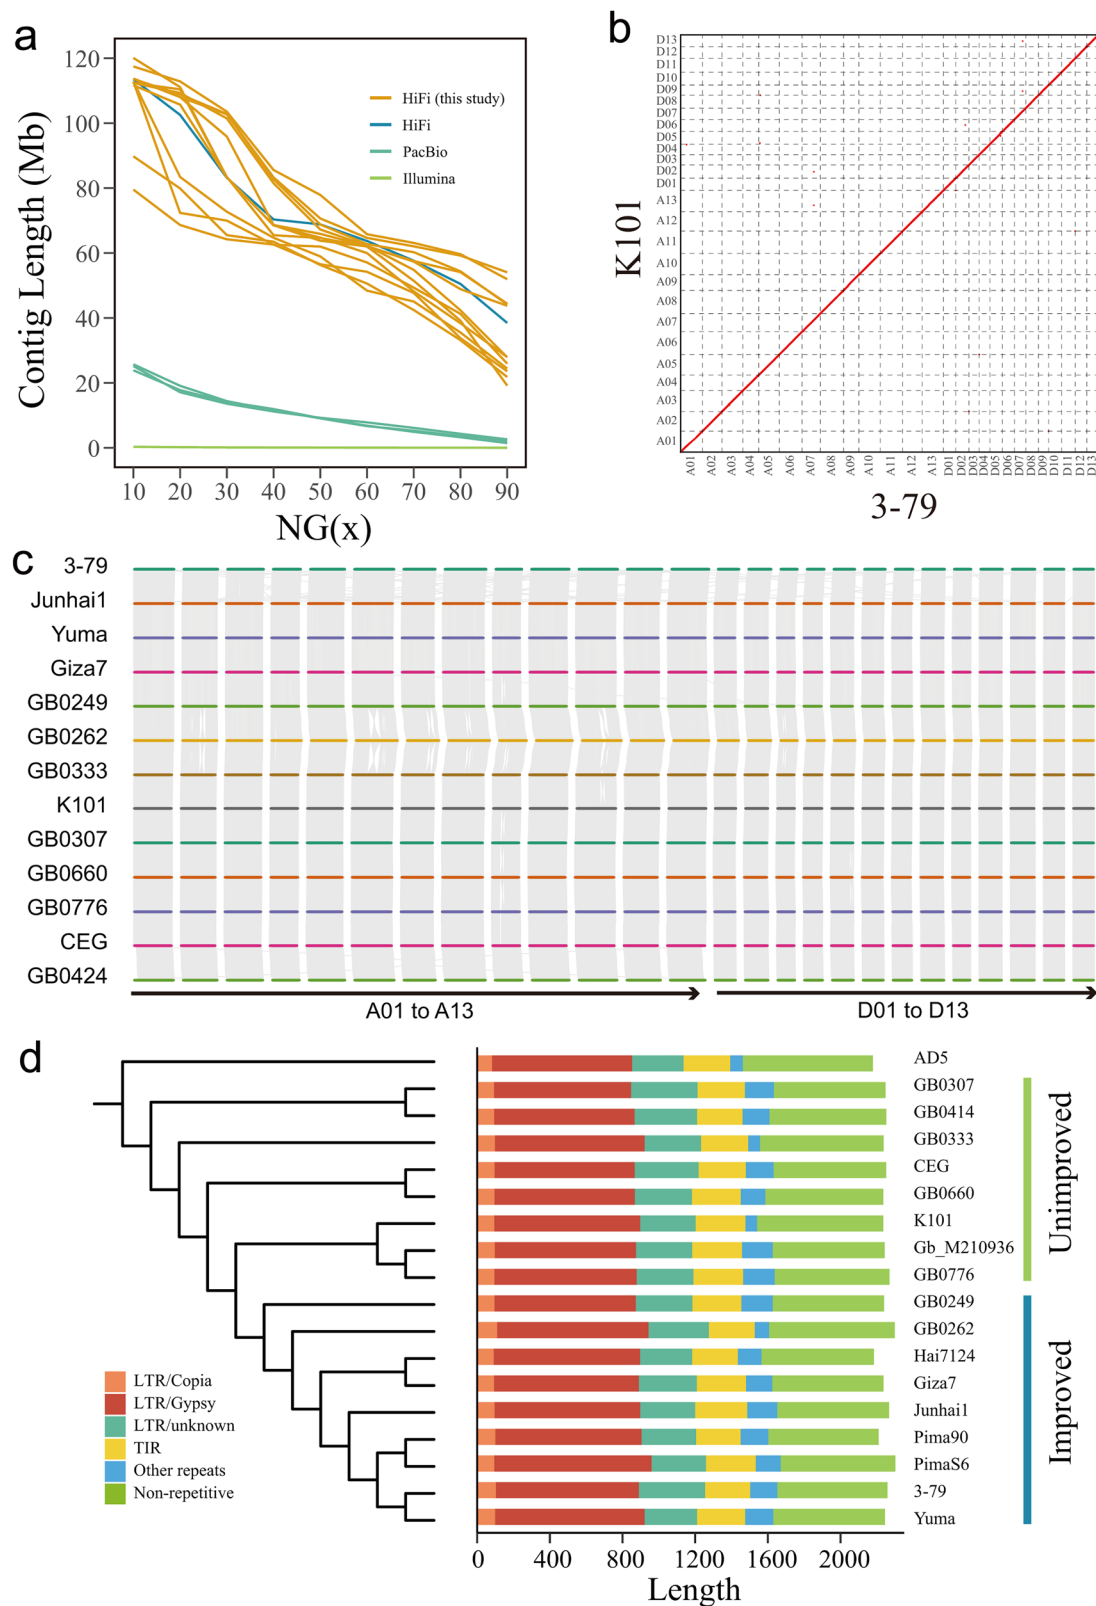 a
Contig Length (Mb)
120
100
80
60
40
20
0
HiFi (this study)
HiFi
PacBio
Illumina
10 20 30 40 50 60 70 80 90
NG(x)
b
K101
D13
D12
D11
D10
D09
D08
D07
D06
D05
D04
D03
D02
D01
A13
A12
A11
A10
A09
A08
A07
A06
A05
A04
A03
A02
A01
A01 A02 A03 A04 A05 A06 A07 A08 A09 A10 A11 A12 A13 D01 D02 D03 D04 D05 D06 D07 D08 D09 D10 D11 D12 D13
3-79
c
3-79
Junhai1
Yuma
Giza7
GB0249
GB0262
GB0333
K101
GB0307
GB0660
GB0776
CEG
GB0424
A01 to A13
D01 to D13
d
LTR/Copia
LTR/Gypsy
LTR/unknown
TIR
Other repeats
Non-repetitive
AD5
GB0307
GB0414
GB0333
CEG
GB0660
K101
Gb_M210936
GB0776
GB0249
GB0262
Hai7124
Giza7
Junhai1
Pima90
PimaS6
3-79
Yuma
Unimproved
Improved
0 400 800 1200 1600 2000
Length